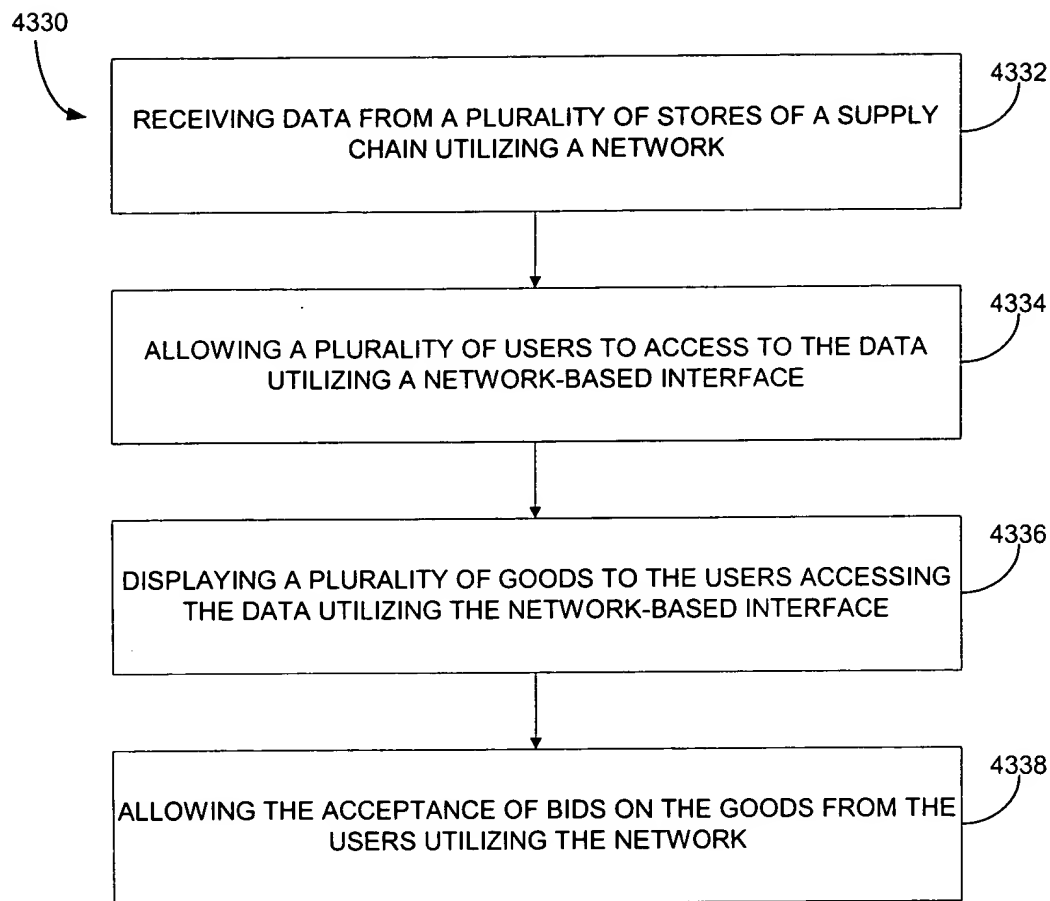 4330
4332
RECEIVING DATA FROM A PLURALITY OF STORES OF A SUPPLY
CHAIN UTILIZING A NETWORK
4334
ALLOWING A PLURALITY OF USERS TO ACCESS TO THE DATA
UTILIZING A NETWORK-BASED INTERFACE
4336
DISPLAYING A PLURALITY OF GOODS TO THE USERS ACCESSING
THE DATA UTILIZING THE NETWORK-BASED INTERFACE
4338
ALLOWING THE ACCEPTANCE OF BIDS ON THE GOODS FROM THE
USERS UTILIZING THE NETWORK